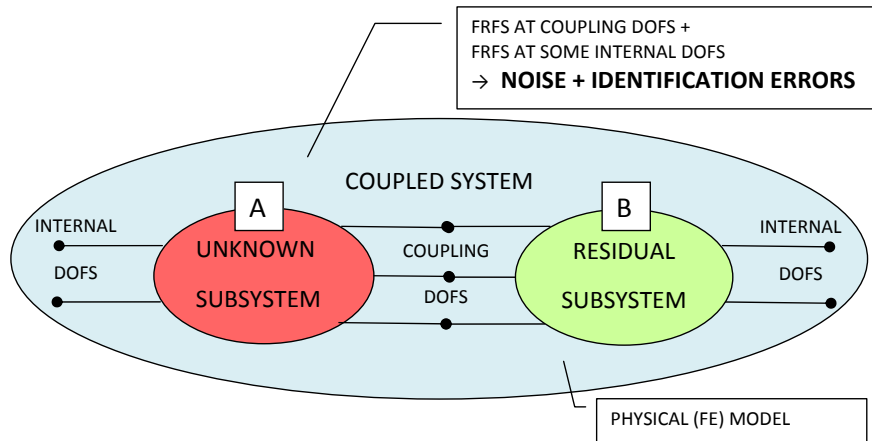 FRFS AT COUPLING DOFS +
FRFS AT SOME INTERNAL DOFS
→ NOISE + IDENTIFICATION ERRORS
COUPLED SYSTEM
A
B
INTERNAL
DOFS
UNKNOWN
SUBSYSTEM
COUPLING
DOFS
RESIDUAL
SUBSYSTEM
INTERNAL
DOFS
PHYSICAL (FE) MODEL